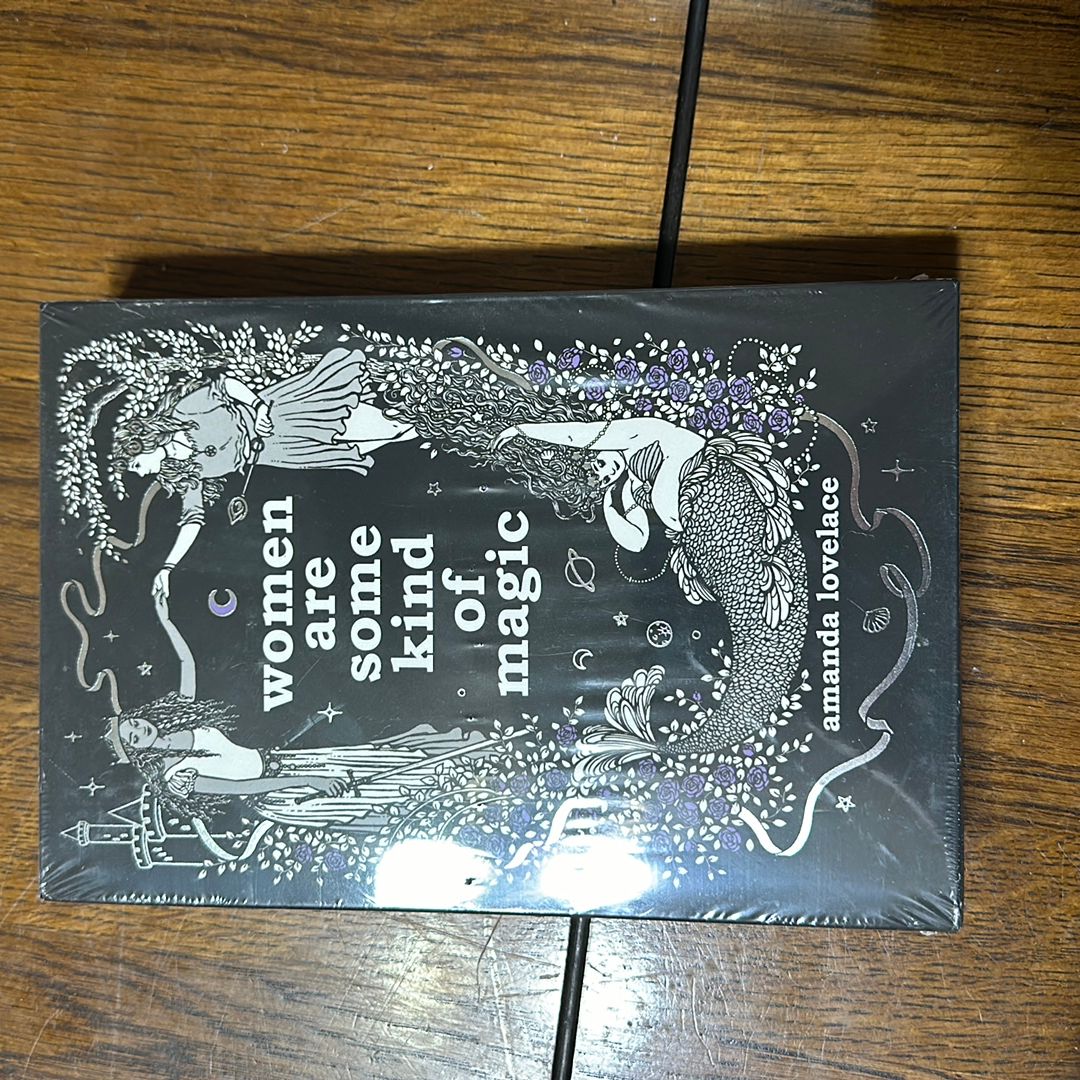 women
are
some
kind
of
magic
amanda lovelace